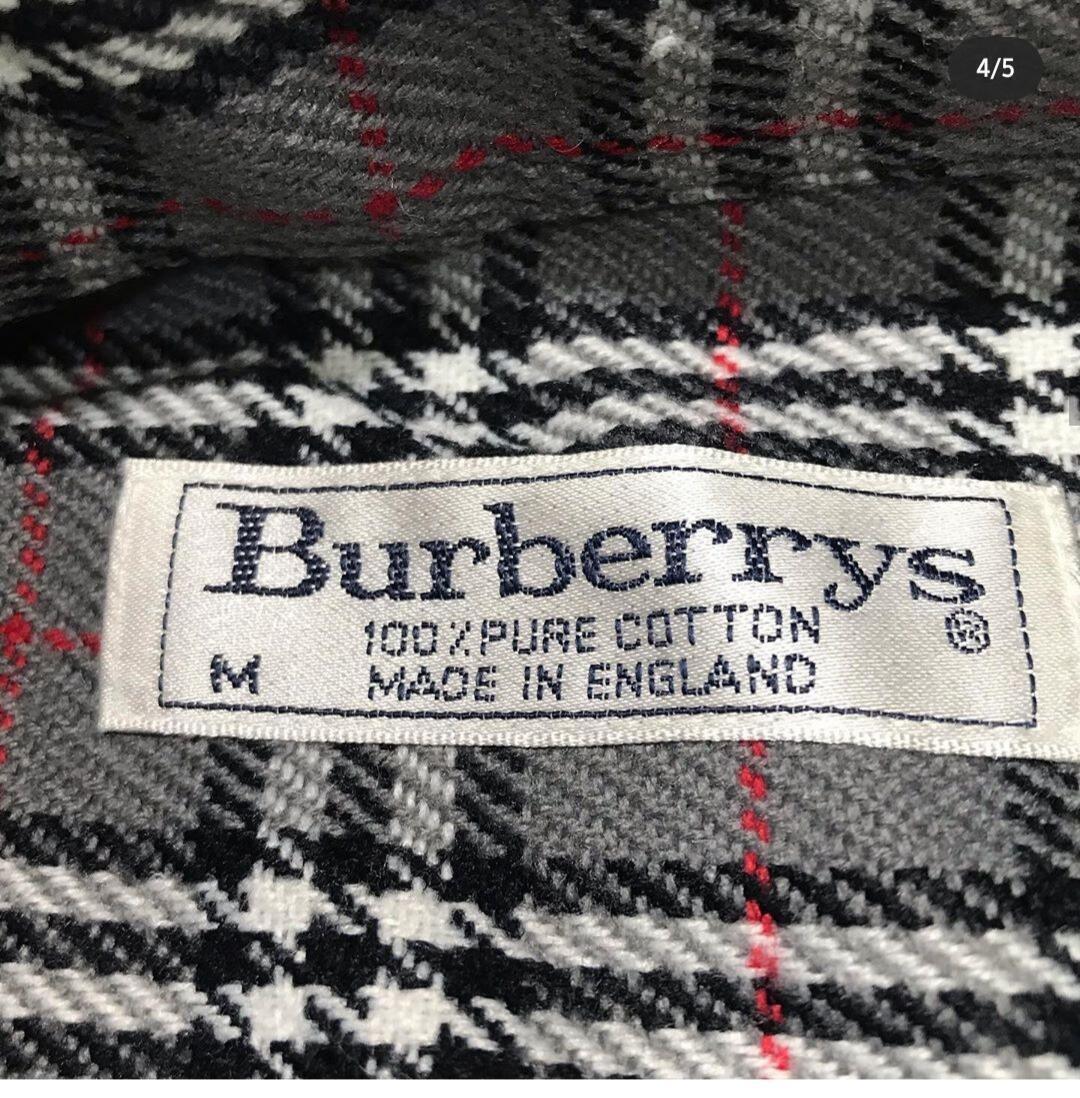 4/5
Burberrys
100% PURE COTTON ®
M MADE IN ENGLAND